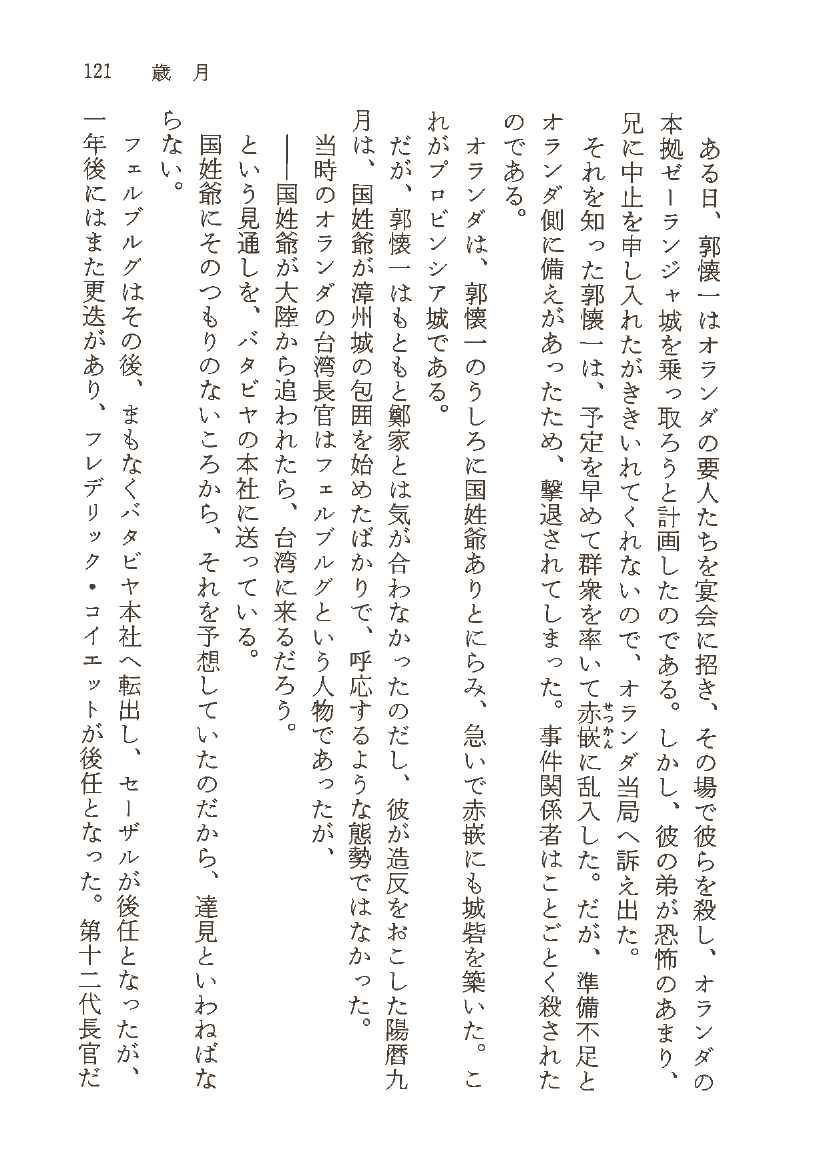 121　歳　月
ある日、郭懐一はオランダの要人たちを宴会に招き、その場で彼らを殺し、オランダの
本拠ゼーランジャ城を乗っ取ろうと計画したのである。しかし、彼の弟が恐怖のあまり、
兄に中止を申し入れたがききいれてくれないので、オランダ当局へ訴え出た。
それを知った郭懐一は、予定を早めて群衆を率いて赤嵌に乱入した。だが、準備不足と
せつかん
オランダ側に備えがあったため、撃退されてしまった。事件関係者はことごとく殺された
のである。
オランダは、郭懐一のうしろに国姓爺ありとにらみ、急いで赤嵌にも城砦を築いた。こ
れがプロビンシア城である。
だが、郭懐一はもともと鄭家とは気が合わなかったのだし、彼が造反をおこした陽暦九
月は、国姓爺が漳州城の包囲を始めたばかりで、呼応するような態勢ではなかった。
当時のオランダの台湾長官はフェルブルグという人物であったが、
――国姓爺が大陸から追われたら、台湾に来るだろう。
という見通しを、バタビヤの本社に送っている。
国姓爺にそのつもりのないころから、それを予想していたのだから、達見といわねばな
らない。
フェルブルグはその後、まもなくバタビヤ本社へ転出し、セーザルが後任となったが、
一年後にはまた更迭があり、フレデリック・コイエットが後任となった。第十二代長官だ